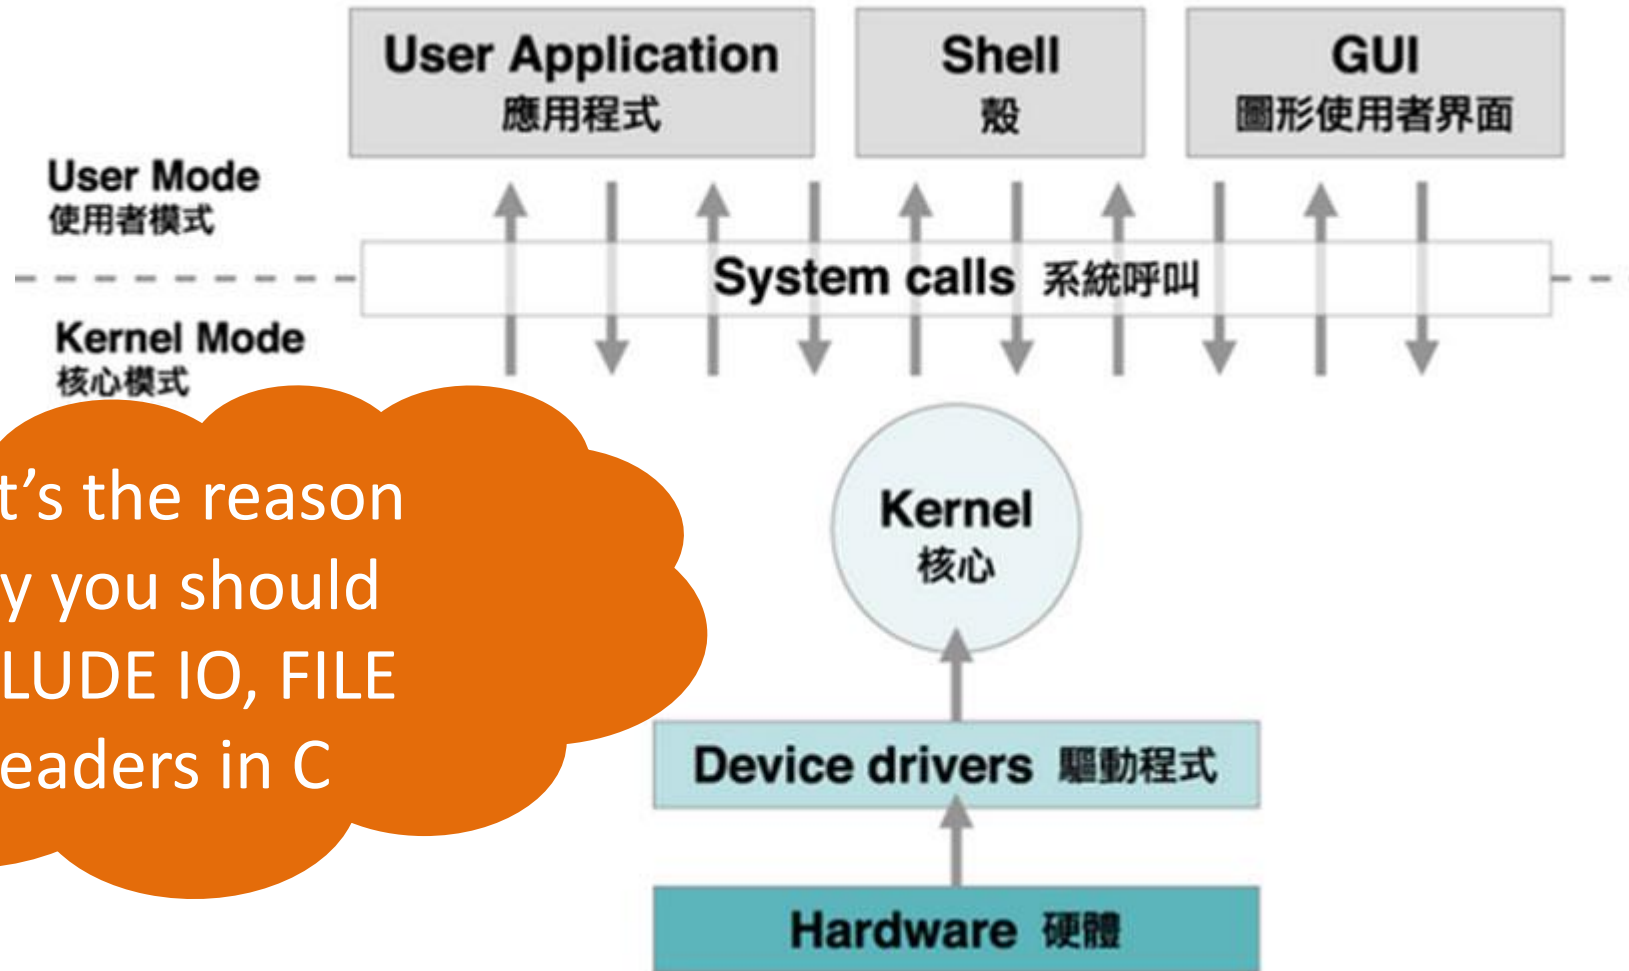 User Application
應用程式
Shell
殼
GUI
圖形使用者界面
User Mode
使用者模式
System calls 系統呼叫
Kernel Mode
核心模式
t’s the reason
y you should
LUDE IO, FILE
eaders in C
Kernel
核心
Device drivers 驅動程式
Hardware 硬體